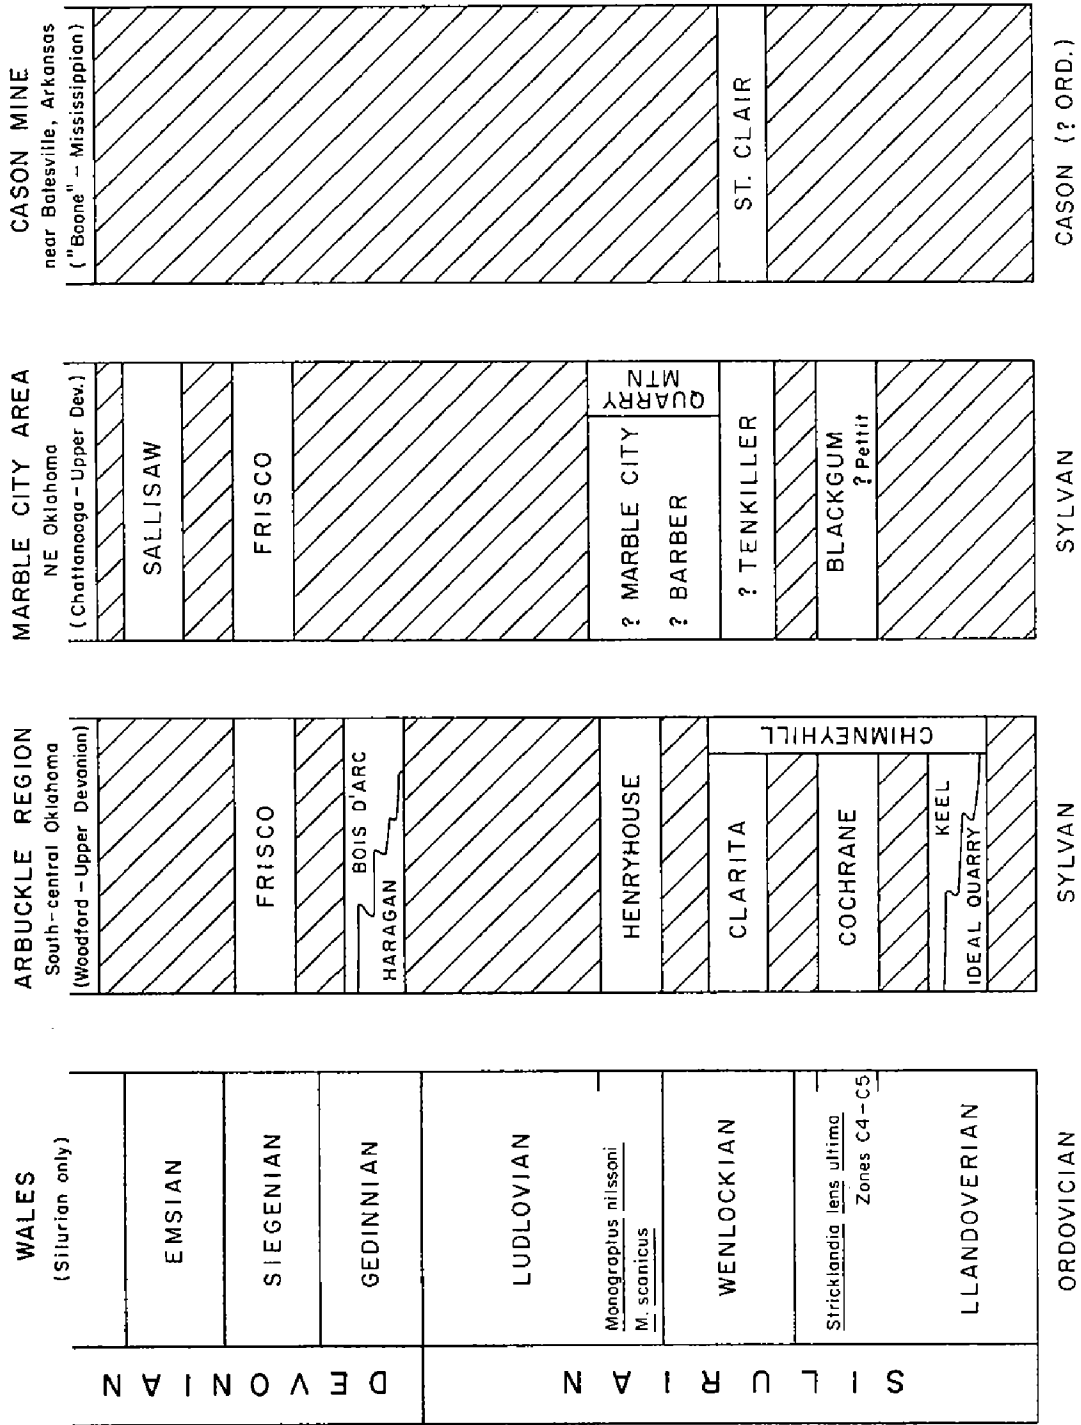 WALES
(Silurian only)
DEVONIAN
SILURIAN
EMSIAN
SIEGENIAN
GEDINNIAN
LUDLOVIAN
Monograptus nilssoni
M. scanicus
WENLOCKIAN
Stricklandia lens ultima
Zones C4-C5
LLANDOVERIAN
ORDOVICIAN
ARBUCKLE REGION
South-central Oklahoma
(Woodford-Upper Devanian)
FRISCO
BOIS D'ARC
HARAGAN
HENRYHOUSE
CLARITA
COCHRANE
KEEL
IDEAL QUARRY
CHIMNEYHILL
SYLVAN
MARBLE CITY AREA
NE Oklahoma
(Chattanooga-Upper Dev.)
SALLISAW
FRISCO
? MARBLE CITY
? BARBER
QUARRY
MTN
? TENKILLER
BLACKGUM
? Pettit
SYLVAN
CASON MINE
near Batesville, Arkansas
("Boone" - Mississippian)
ST. CLAIR
CASON (? ORD.)